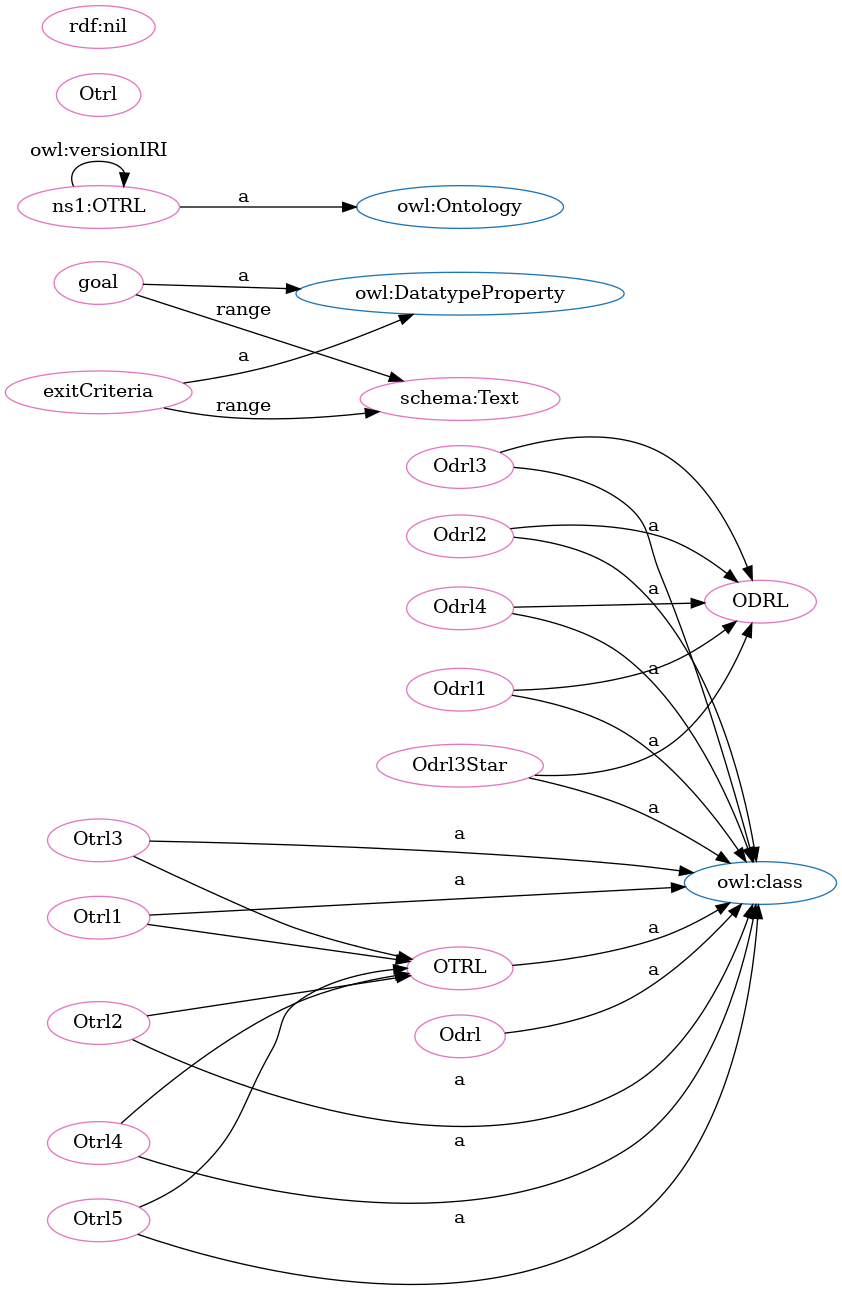 rdf:nil
Otrl
owl:versionIRI
ns1:OTRL
a
owl:Ontology
goal
a
owl:DatatypeProperty
range
a
exitCriteria
range
schema:Text
Odrl3
a
Odrl2
a
ODRL
Odrl4
a
Odrl1
a
Odrl3Star
a
Otrl3
a
a
owl:class
Otrl1
a
OTRL
a
Otrl2
Odrl
a
Otrl4
a
Otrl5
a